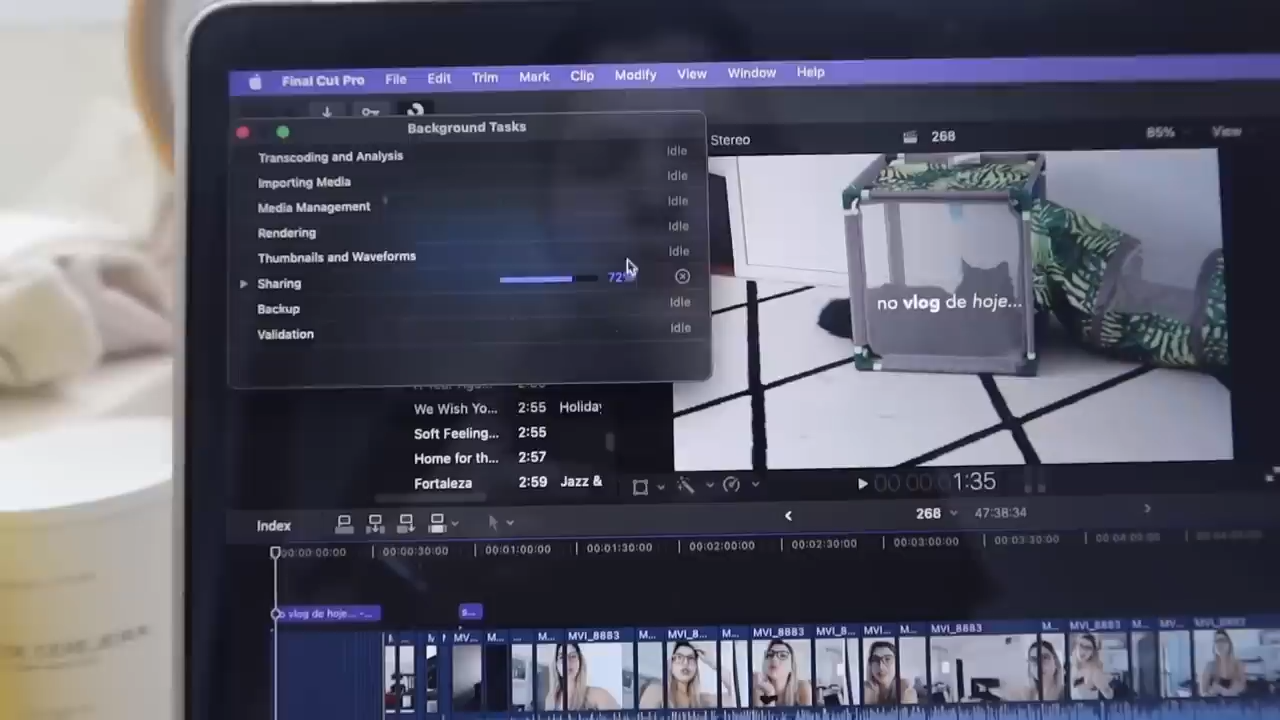 Final Cut Pro File Edit Trim Mark Clip Modify View Window Help
Background Tasks
Transcoding and Analysis Idle
Importing Media Idle
Media Management Idle
Rendering Idle
Thumbnails and Waveforms Idle
Sharing 72%
Backup Idle
Validation Idle
Stereo 268 85% View
no vlog de hoje...
We Wish Yo... 2:55 Holiday
Soft Feeling... 2:55
Home for th... 2:57
Fortaleza 2:59 Jazz &
1:35
Index 268 47:38:34
00:00:00:00 00:00:30:00 00:01:00:00 00:01:30:00 00:02:00:00 00:02:30:00 00:03:00:00 00:03:30:00 00:04:00:00
o vlog de hoje... -... s...
M... MV... M... ... M... MVI_8883 M... MVI_8... M... MVI_8883 MVI_8... MVI... M... MVI_8883 M... MVI_8883 M... MV... MVI_8883